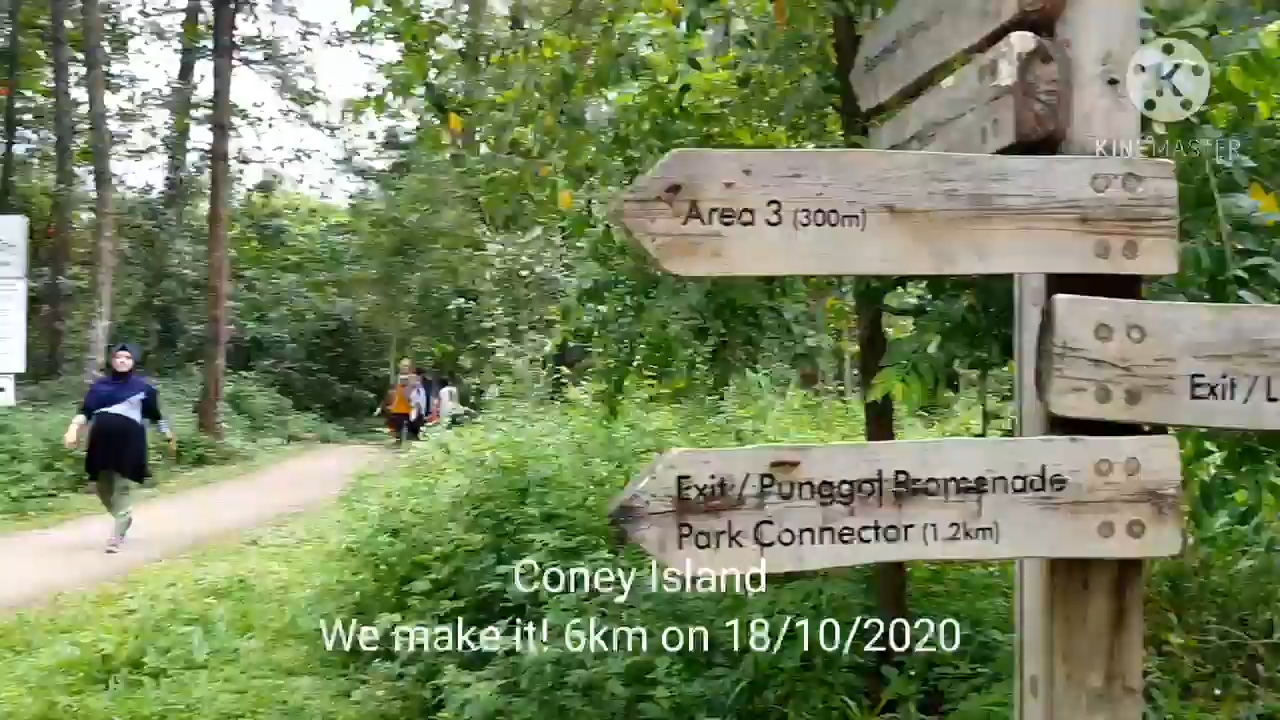 K
KINEMASTER
Area 3 (300m)
Exit / L
Exit / Punggol Promenade
Park Connector (1.2km)
Coney Island
We make it! 6km on 18/10/2020